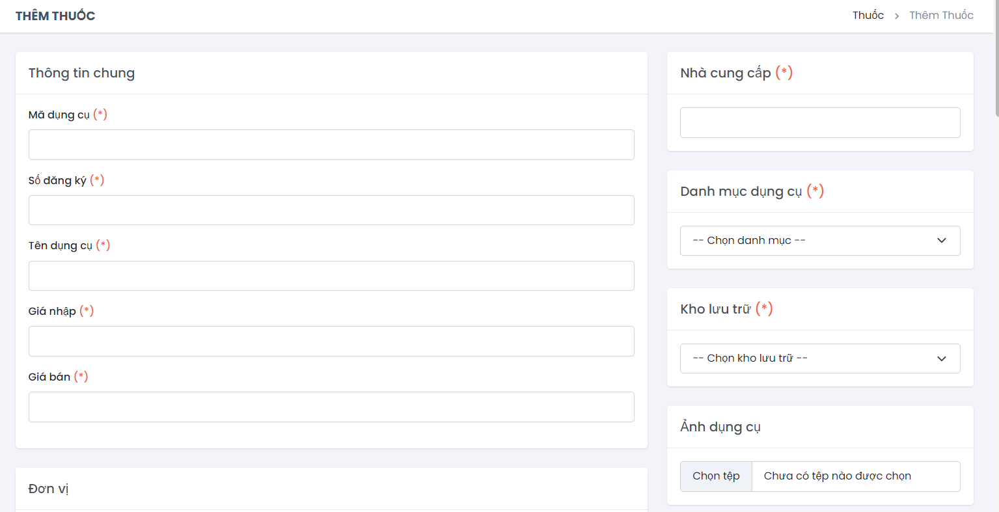 THÊM THUỐC
Thuốc > Thêm Thuốc
Thông tin chung
Mã dụng cụ (*)
Số đăng ký (*)
Tên dụng cụ (*)
Giá nhập (*)
Giá bán (*)
Đơn vị
Nhà cung cấp (*)
Danh mục dụng cụ (*)
-- Chọn danh mục --
Kho lưu trữ (*)
-- Chọn kho lưu trữ --
Ảnh dụng cụ
Chọn tệp Chưa có tệp nào được chọn